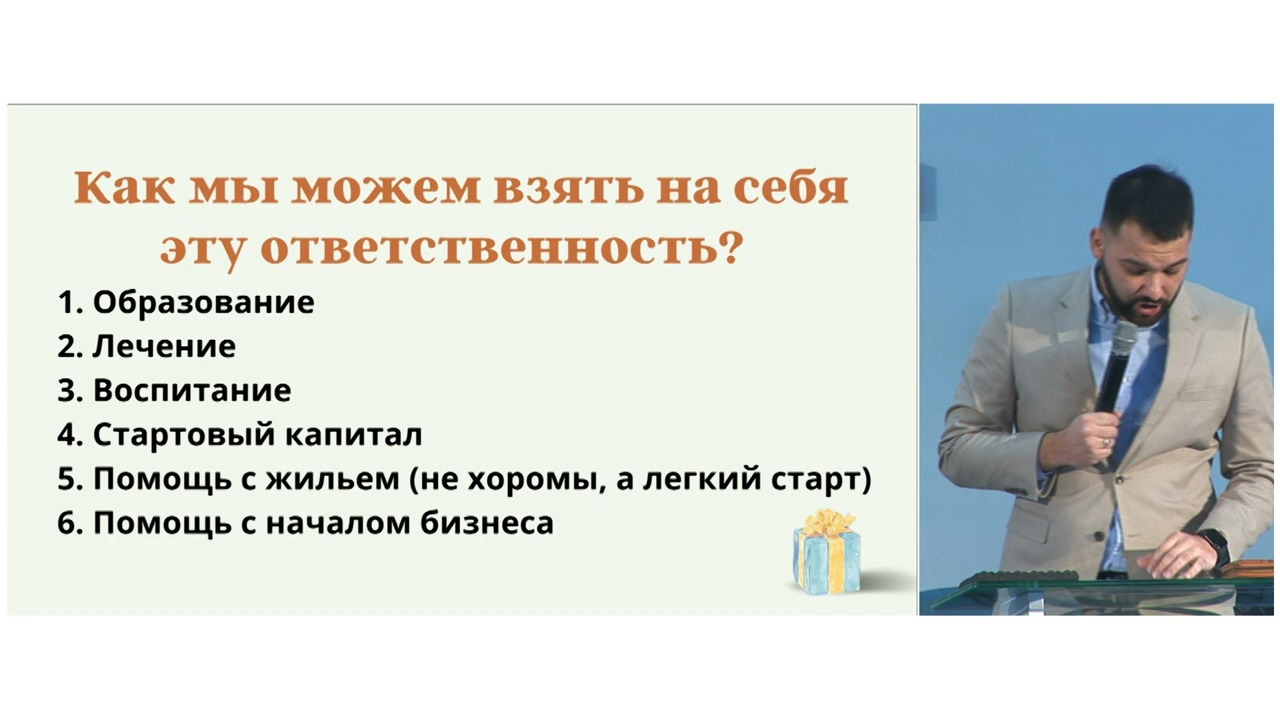 Как мы можем взять на себя
эту ответственность?
1. Образование
2. Лечение
3. Воспитание
4. Стартовый капитал
5. Помощь с жильем (не хоромы, а легкий старт)
6. Помощь с началом бизнеса